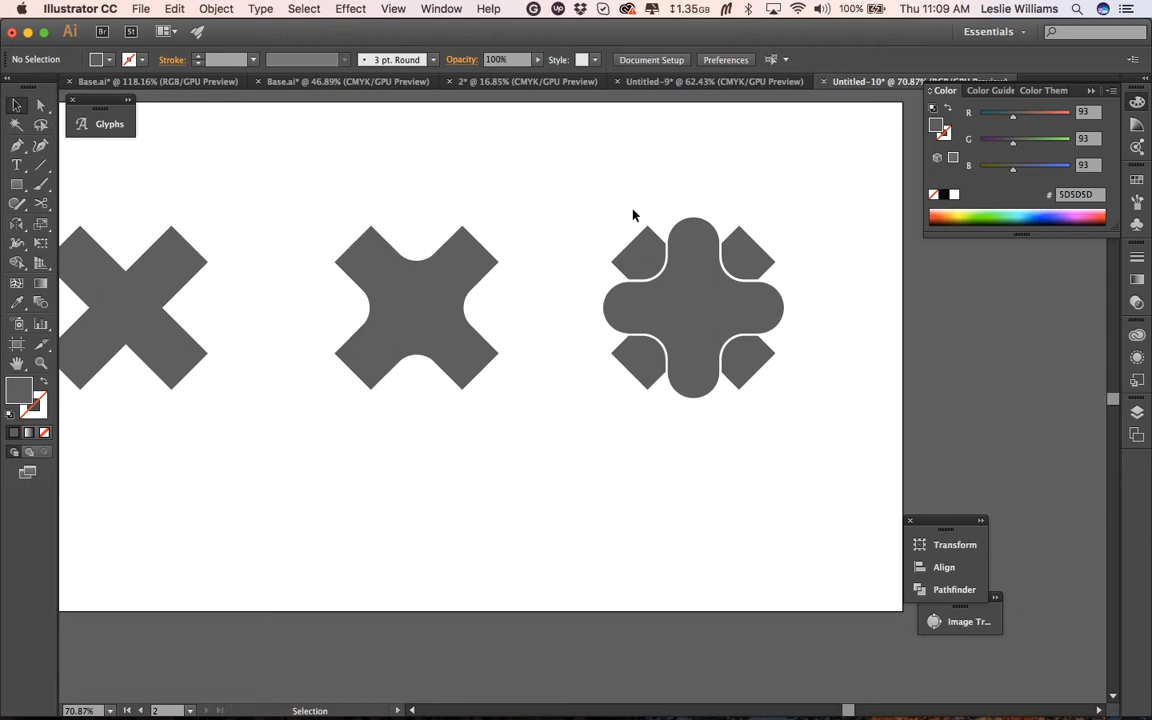 Illustrator CC File Edit Object Type Select Effect View Window Help 1.35GB 100% Thu 11:09 AM Leslie Williams
Ai Br St Essentials
No Selection Stroke: 3 pt. Round Opacity: 100% Style: Document Setup Preferences
Base.ai* @ 118.16% (RGB/GPU Preview) Base.ai* @ 46.89% (CMYK/GPU Preview) 2* @ 16.85% (CMYK/GPU Preview) Untitled-9* @ 62.43% (CMYK/GPU Preview) Untitled-10* @ 70.87%
Color Color Guide Color Them
Glyphs
R 93
G 93
B 93
# 5D5D5D
Transform
Align
Pathfinder
Image Tr...
70.87% 2 Selection